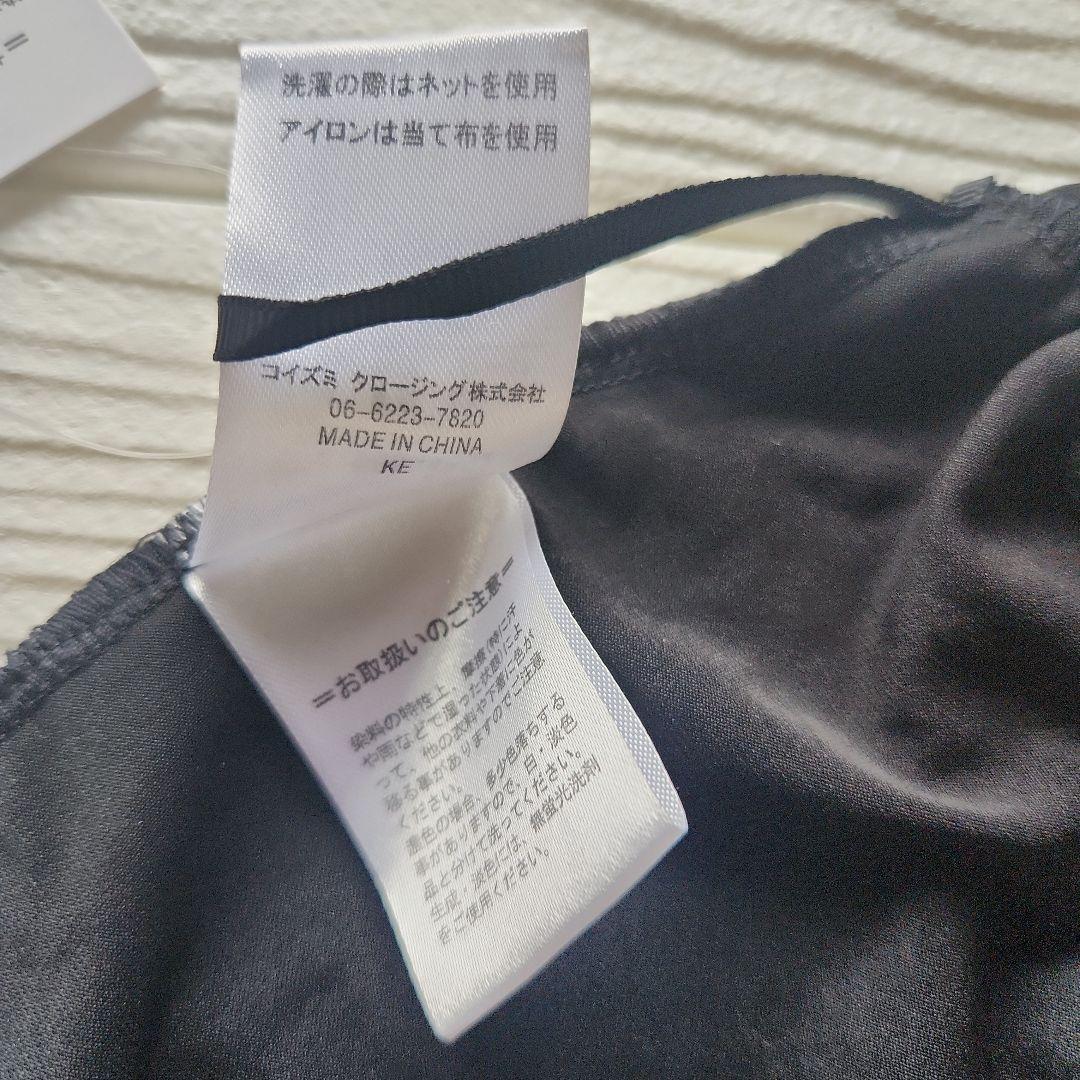 洗濯の際はネットを使用
アイロンは当て布を使用
コイズミ クロージング株式会社
06-6223-7820
MADE IN CHINA
KE
=お取扱いのご注意=
染料の特性上、摩擦(特に汗
や雨などで湿った状態)によ
って、他の衣料や下着に色が
移る事がありますのでご注意
ください。
着色の場合、多少色落ちする
事がありますので、白・淡色
品と分けて洗ってください。
生成・淡色には、無蛍光洗剤
をご使用ください。